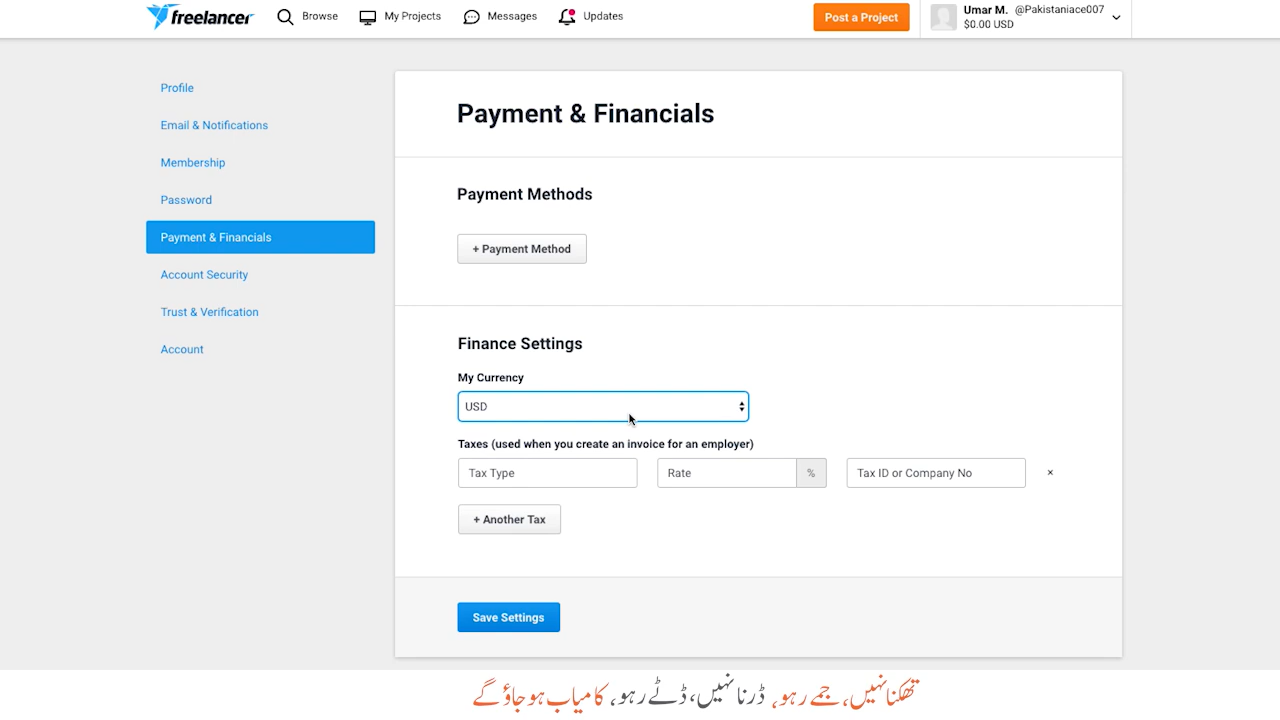 freelancer Browse My Projects Messages Updates Post a Project Umar M. @Pakistaniace007
$0.00 USD
Profile
Email & Notifications
Membership
Password
Payment & Financials
Account Security
Trust & Verification
Account
Payment & Financials
Payment Methods
+ Payment Method
Finance Settings
My Currency
USD
Taxes (used when you create an invoice for an employer)
Tax Type Rate % Tax ID or Company No ×
+ Another Tax
Save Settings
تھکنا نہیں، جمے رہو، ڈرنا نہیں، ڈٹے رہو، کامیاب ہو جاؤ گے